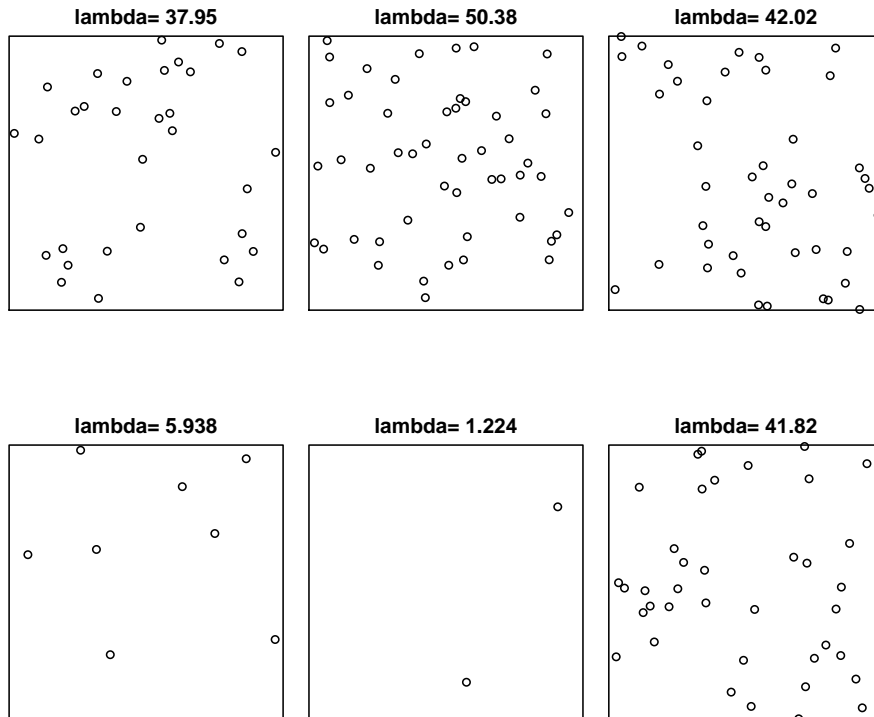 lambda= 37.95
lambda= 50.38
lambda= 42.02
lambda= 5.938
lambda= 1.224
lambda= 41.82